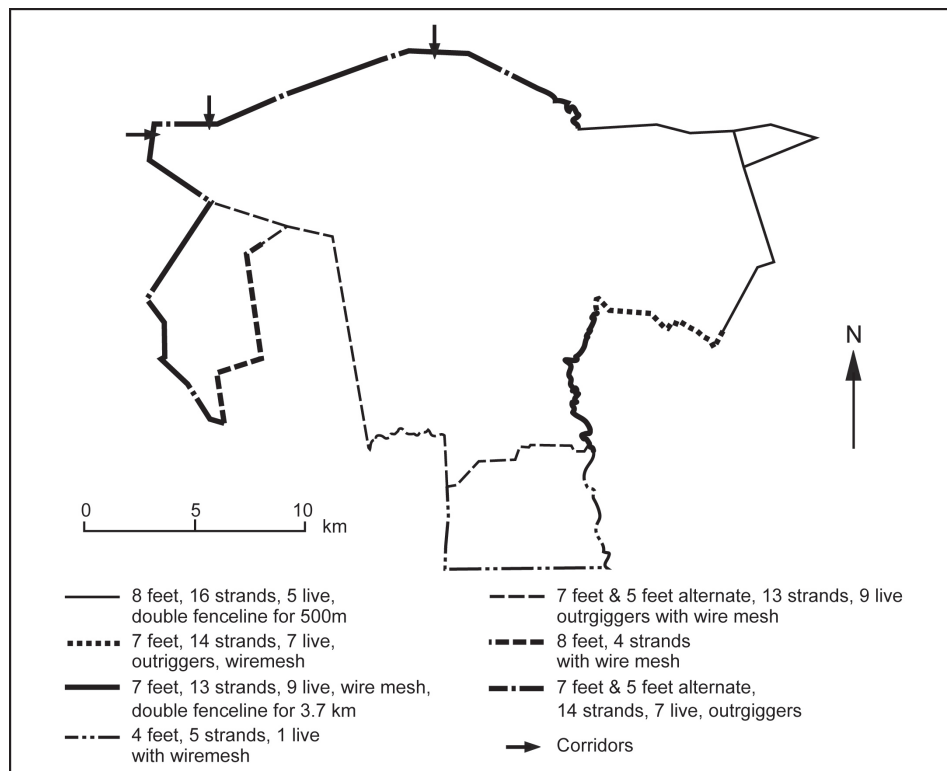 N
0 5 10
km
8 feet, 16 strands, 5 live,
double fenceline for 500m
7 feet, 14 strands, 7 live,
outriggers, wiremesh
7 feet, 13 strands, 9 live, wire mesh,
double fenceline for 3.7 km
4 feet, 5 strands, 1 live
with wiremesh
7 feet & 5 feet alternate, 13 strands, 9 live
outrgiggers with wire mesh
8 feet, 4 strands
with wire mesh
7 feet & 5 feet alternate,
14 strands, 7 live, outrgiggers
Corridors